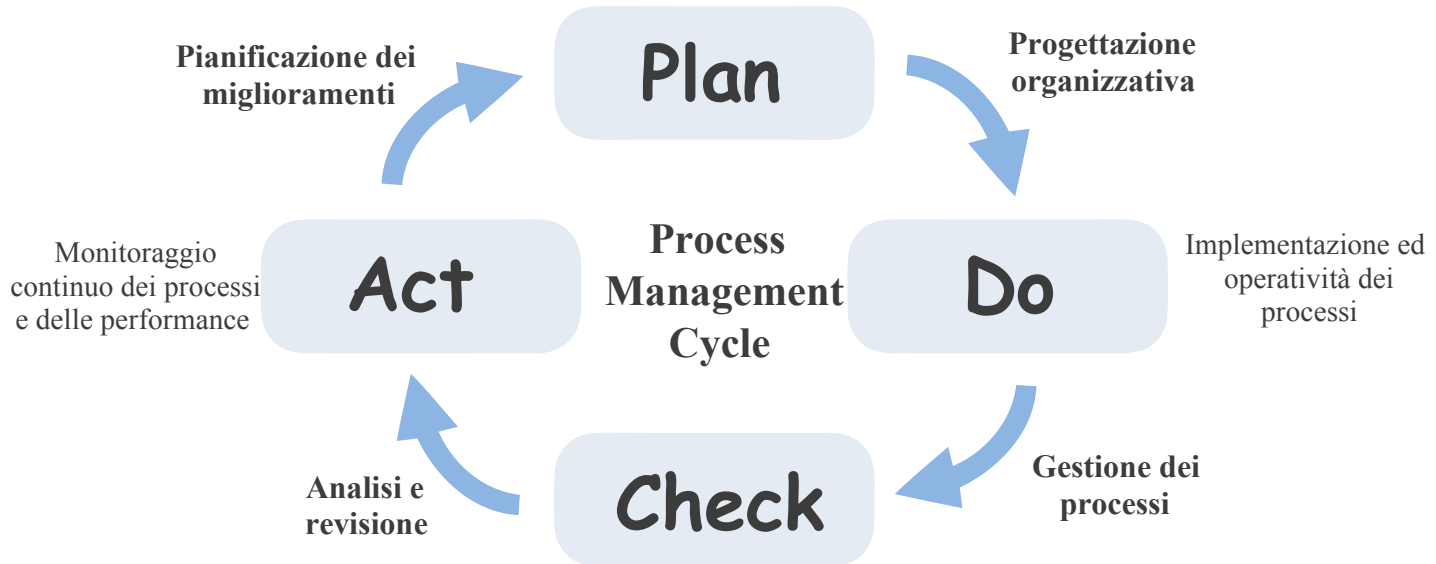 Plan
Pianificazione dei
miglioramenti
Progettazione
organizzativa
Act
Monitoraggio
continuo dei processi
e delle performance
Process
Management
Cycle
Do
Implementazione ed
operatività dei
processi
Analisi e
revisione
Check
Gestione dei
processi